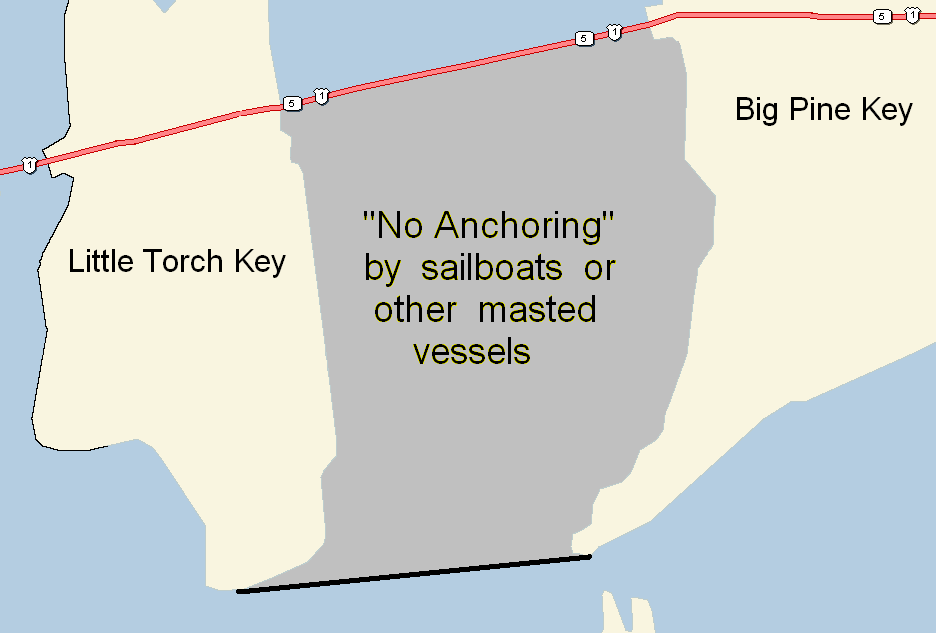 5 1
5 1
5 1
1
Big Pine Key
Little Torch Key
"No Anchoring"
by sailboats or
other masted
vessels